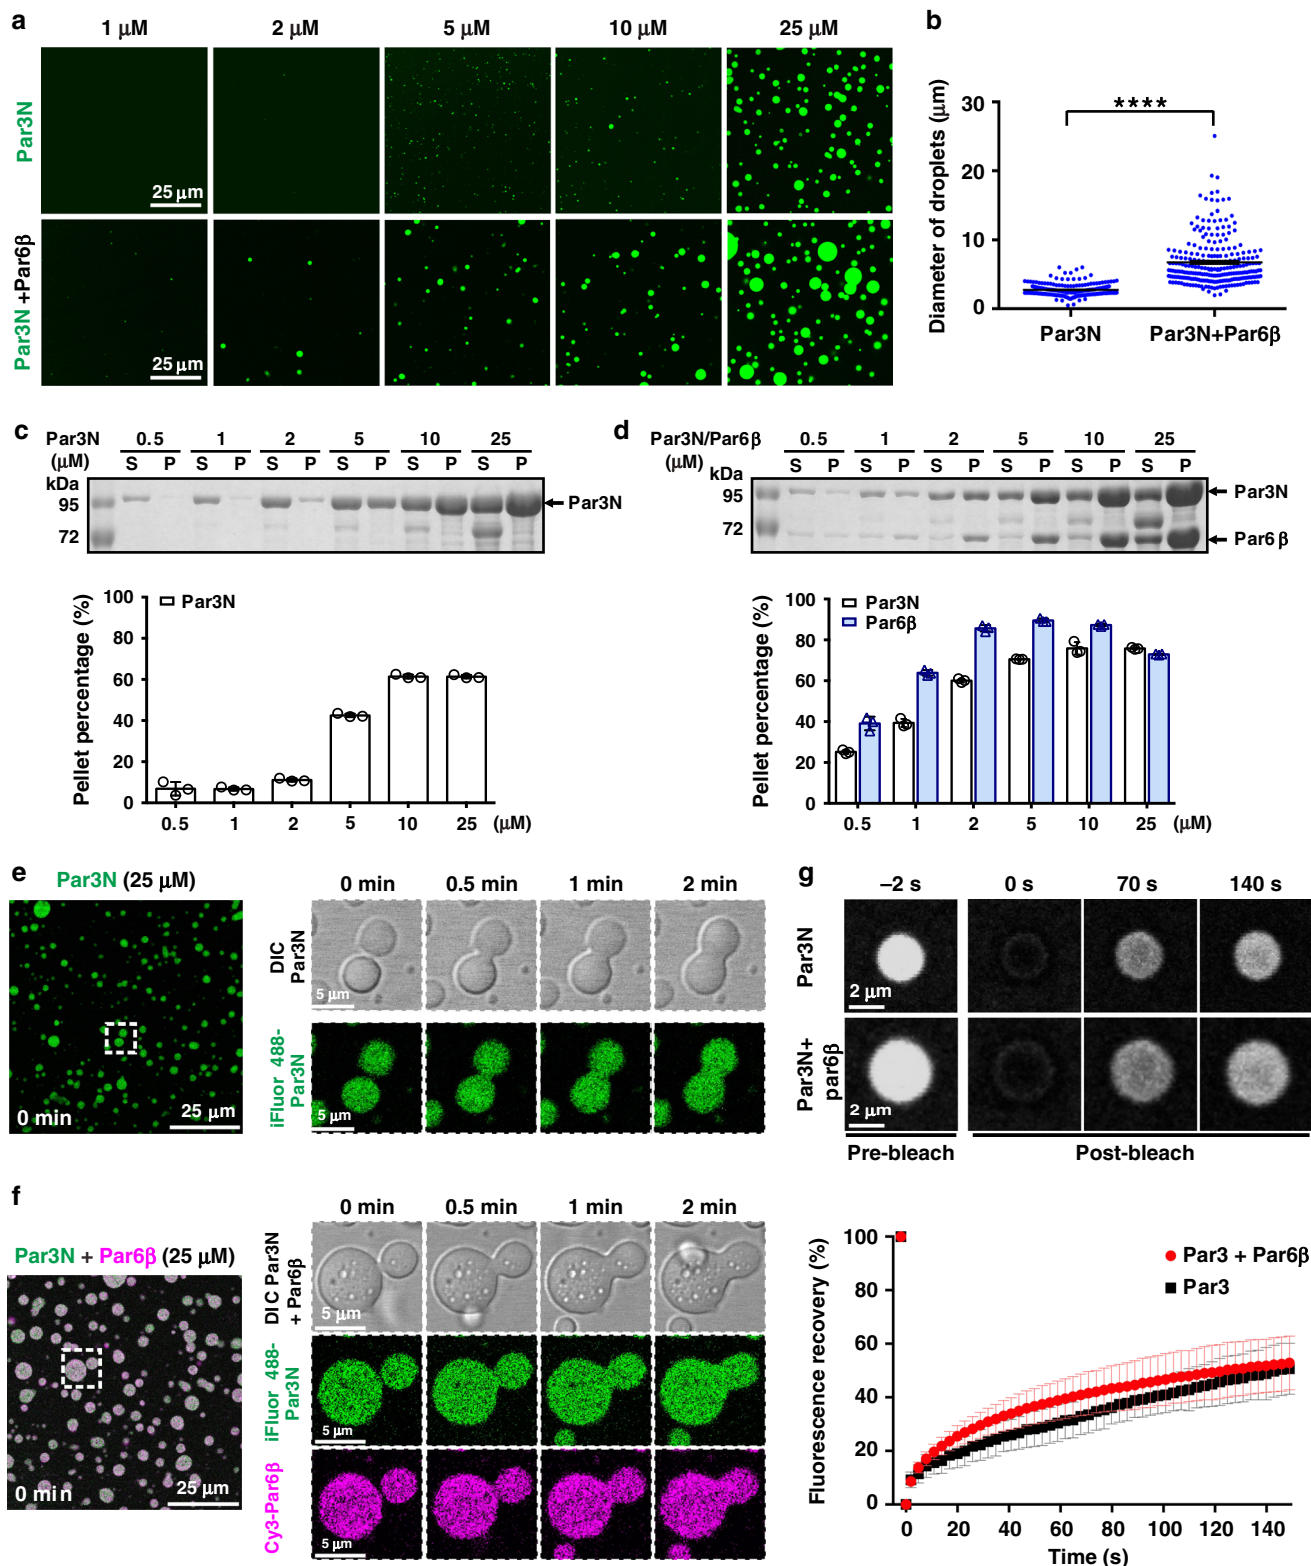 a
1 µM 2 µM 5 µM 10 µM 25 µM
Par3N
25 µm
Par3N +Par6β
25 µm
b
Diameter of droplets (µm)
30
20
10
0
****
Par3N Par3N+Par6β
c
Par3N 0.5 1 2 5 10 25
(µM) S P S P S P S P S P S P
kDa
95
72
Par3N
Pellet percentage (%)
100
80
60
40
20
0
Par3N
0.5 1 2 5 10 25 (µM)
d
Par3N/Par6β 0.5 1 2 5 10 25
(µM) S P S P S P S P S P S P
kDa
95
72
Par3N
Par6β
Pellet percentage (%)
100
80
60
40
20
0
Par3N
Par6β
0.5 1 2 5 10 25 (µM)
e
Par3N (25 µM)
0 min 25 µm
0 min 0.5 min 1 min 2 min
DIC
Par3N
5 µm
iFluor 488-
Par3N
5 µm
f
Par3N + Par6β (25 µM)
0 min 25 µm
0 min 0.5 min 1 min 2 min
DIC Par3N
+ Par6β
5 µm
iFluor 488-
Par3N
5 µm
Cy3-Par6β
5 µm
g
–2 s 0 s 70 s 140 s
Par3N
2 µm
Par3N+
par6β
2 µm
Pre-bleach Post-bleach
Fluorescence recovery (%)
100
80
60
40
20
0
Par3 + Par6β
Par3
0 20 40 60 80 100 120 140
Time (s)